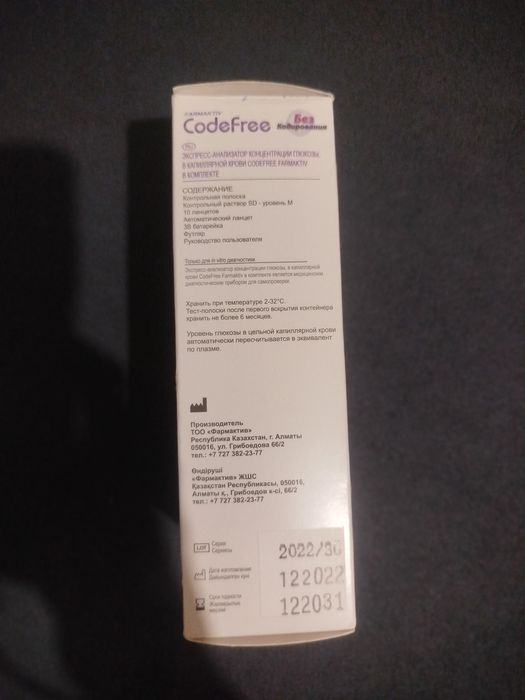 FARMAKTIV
CodeFree
Без
Кодирования
RU
ЭКСПРЕСС-АНАЛИЗАТОР КОНЦЕНТРАЦИИ ГЛЮКОЗЫ,
В КАПИЛЛЯРНОЙ КРОВИ CODEFREE FARMAKTIV
В КОМПЛЕКТЕ
СОДЕРЖАНИЕ
Контрольная полоска
Контрольный раствор SD - уровень М
10 ланцетов
Автоматический ланцет
3В батарейка
Футляр
Руководство пользователя
Только для in vitro диагностики
Экспресс-анализатор концентрации глюкозы, в капиллярной
крови CodeFree Farmaktiv в комплекте является медицинским
диагностическим прибором для самопроверки.
Хранить при температуре 2-32°C.
Тест-полоски после первого вскрытия контейнера
хранить не более 6 месяцев.
Уровень глюкозы в цельной капиллярной крови
автоматически пересчитывается в эквивалент
по плазме.
Производитель
ТОО «Фармактив»
Республика Казахстан, г. Алматы
050016, ул. Грибоедова 66/2
тел.: +7 727 382-23-77
Өндіруші
«Фармактив» ЖШС
Қазақстан Республикасы, 050016,
Алматы қ., Грибоедов к-сі, 66/2
тел.: +7 727 382-23-77
LOT
Серия
Сериясы
2022/30
Дата изготовления
Дайындалған күні
122022
Срок годности
Жарамдылық
мерзімі
122031